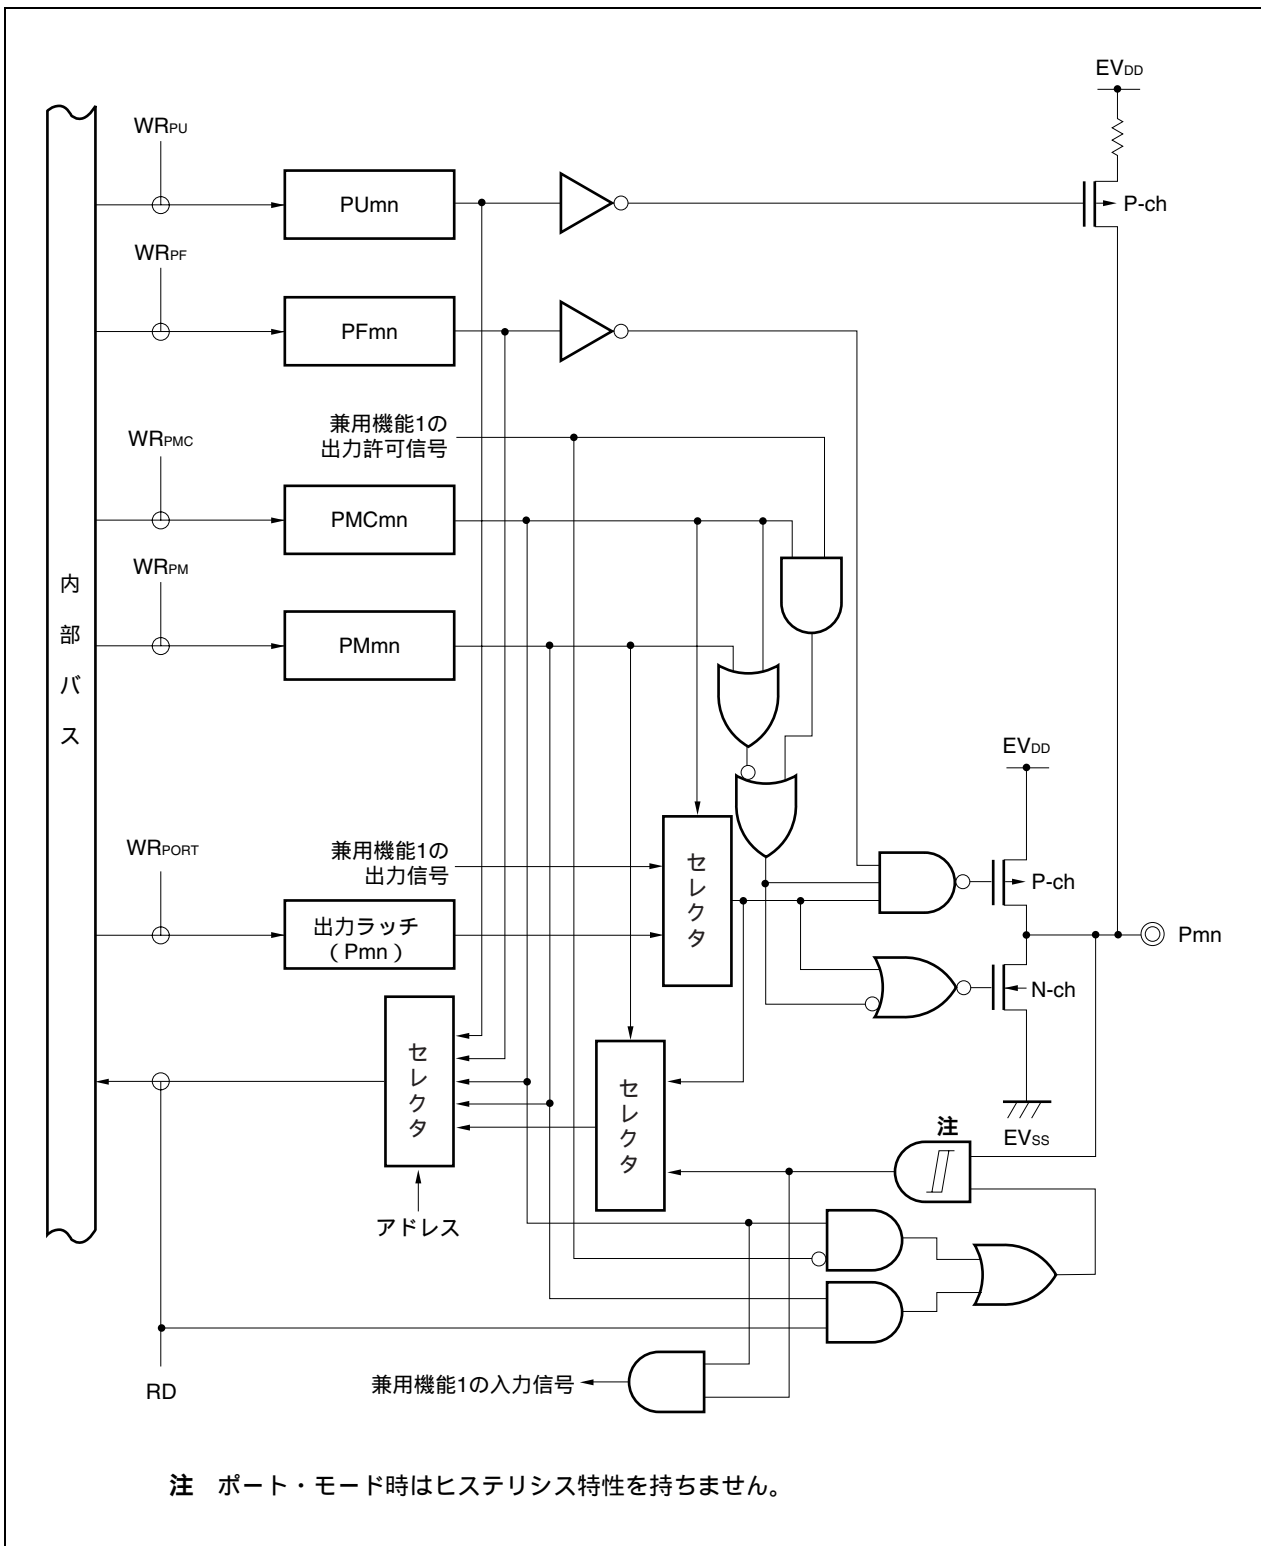 EVDD
WRPU
PUmn
P-ch
WRPF
PFmn
兼用機能1の
出力許可信号
WRPMC
PMCmn
WRPM
PMmn
内部バス
EVDD
WRPORT
兼用機能1の
出力信号
セレクタ
P-ch
出力ラッチ
（Pmn）
Pmn
N-ch
セレクタ
セレクタ
注
EVSS
アドレス
RD
兼用機能1の入力信号
注 ポート・モード時はヒステリシス特性を持ちません。